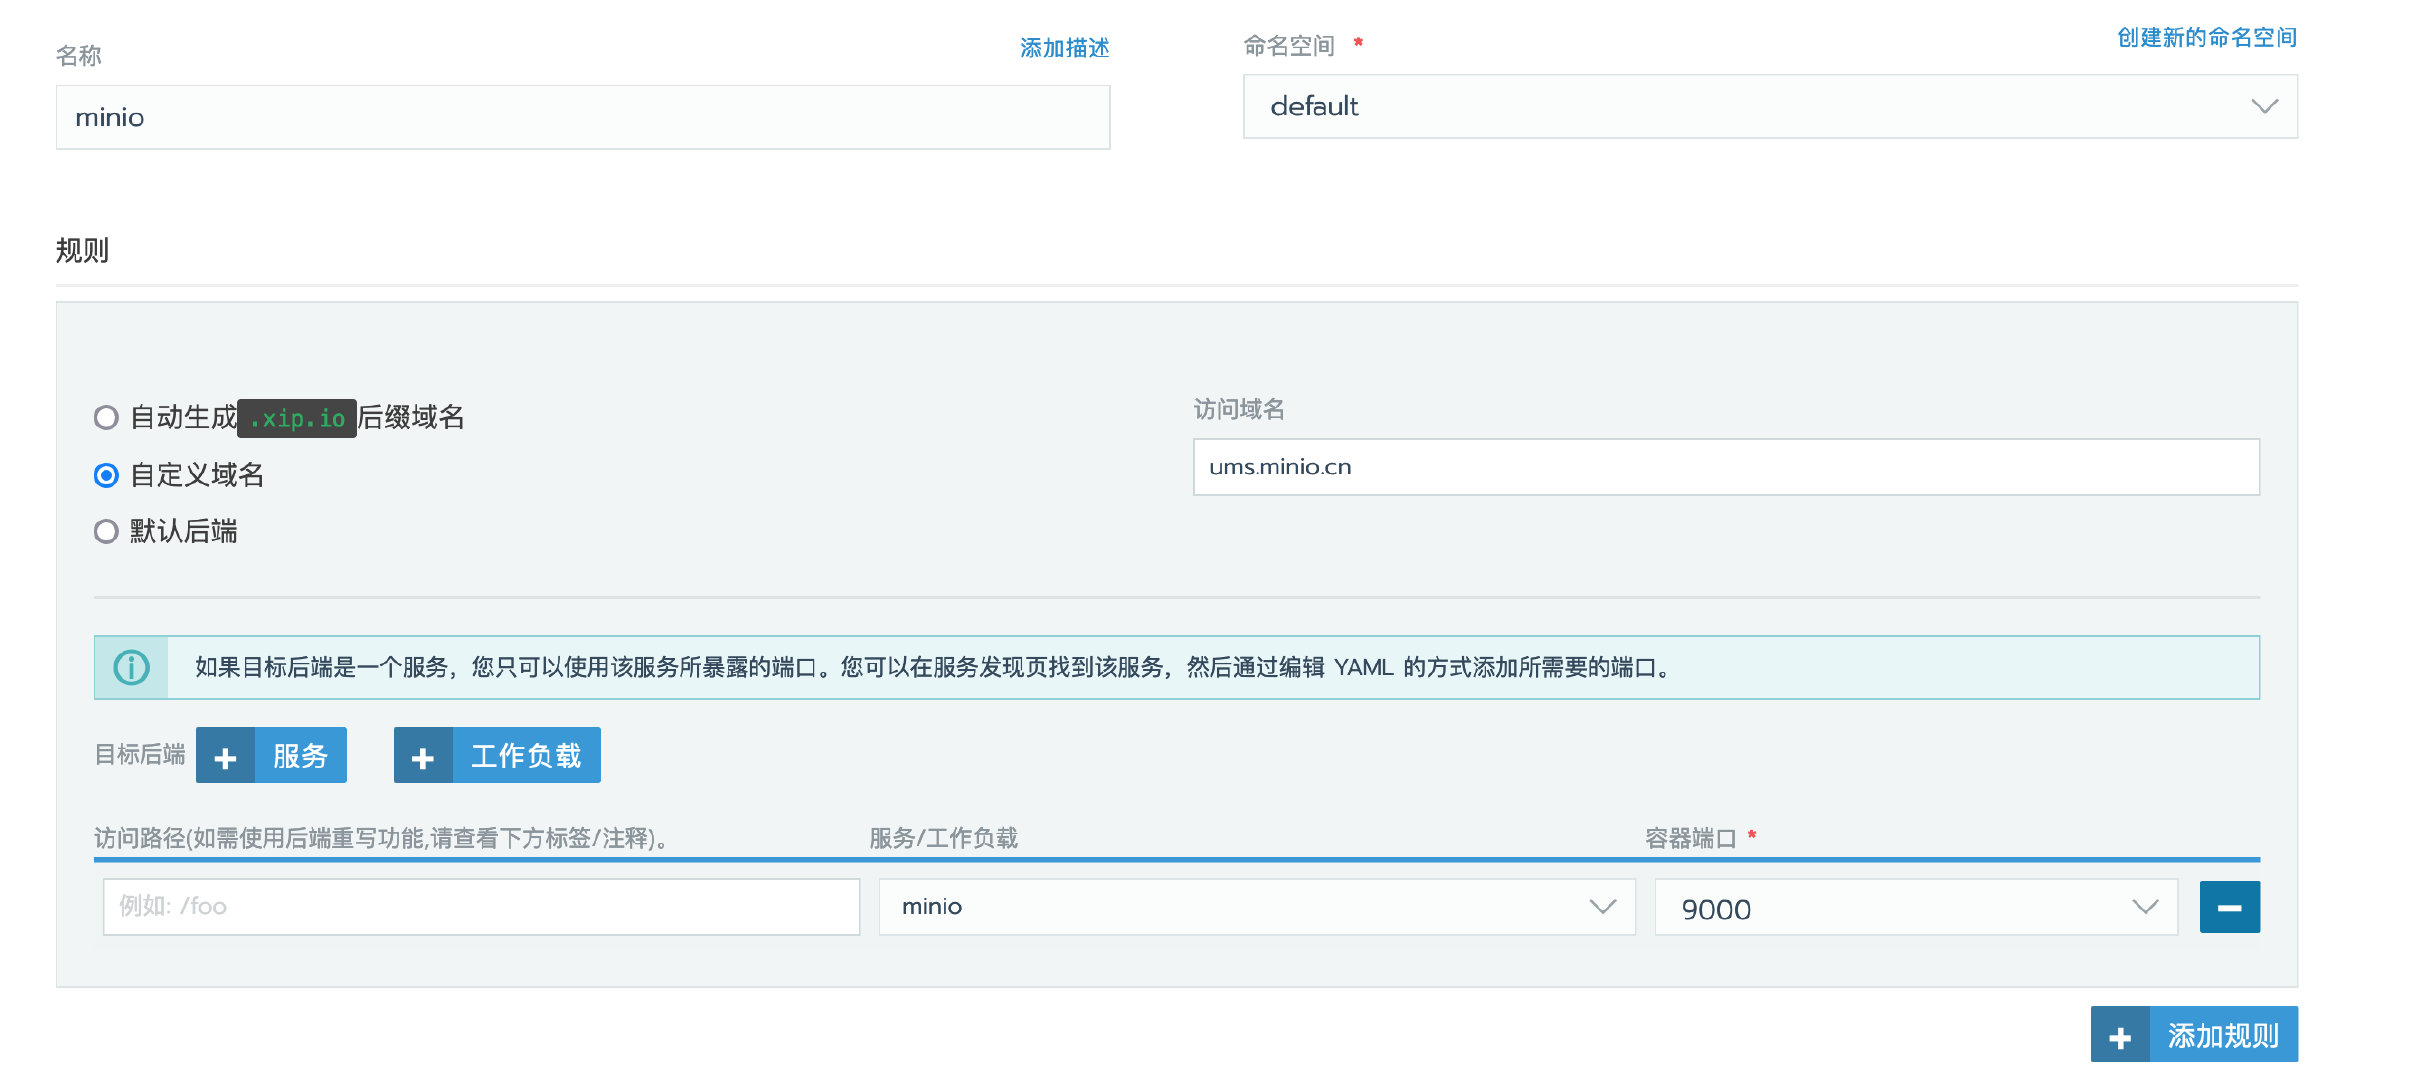 名称
添加描述
命名空间 *
创建新的命名空间
minio
default
规则
自动生成 .xip.io 后缀域名
自定义域名
默认后端
访问域名
ums.minio.cn
如果目标后端是一个服务，您只可以使用该服务所暴露的端口。您可以在服务发现页找到该服务，然后通过编辑 YAML 的方式添加所需要的端口。
目标后端
+ 服务
+ 工作负载
访问路径(如需使用后端重写功能,请查看下方标签/注释)。
服务/工作负载
容器端口 *
例如: /foo
minio
9000
+ 添加规则